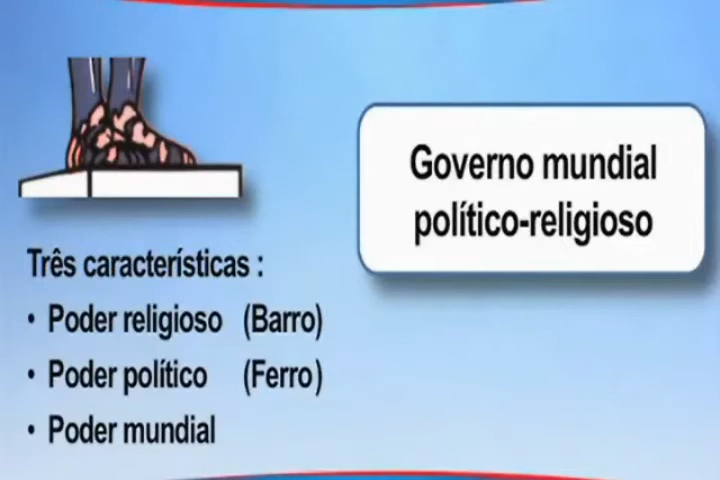 Governo mundial
político-religioso
Três características :
• Poder religioso (Barro)
• Poder político (Ferro)
• Poder mundial